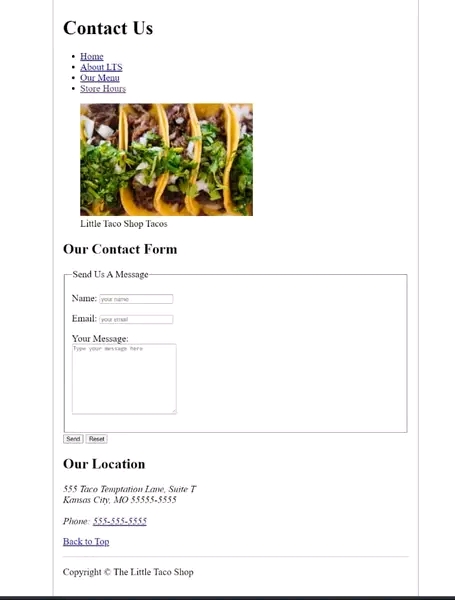 Contact Us
Home
About LTS
Our Menu
Store Hours
Little Taco Shop Tacos
Our Contact Form
Send Us A Message
Name: your name
Email: your email
Your Message:
Type your message here
Send Reset
Our Location
555 Taco Temptation Lane, Suite T
Kansas City, MO 55555-5555
Phone: 555-555-5555
Back to Top
Copyright © The Little Taco Shop